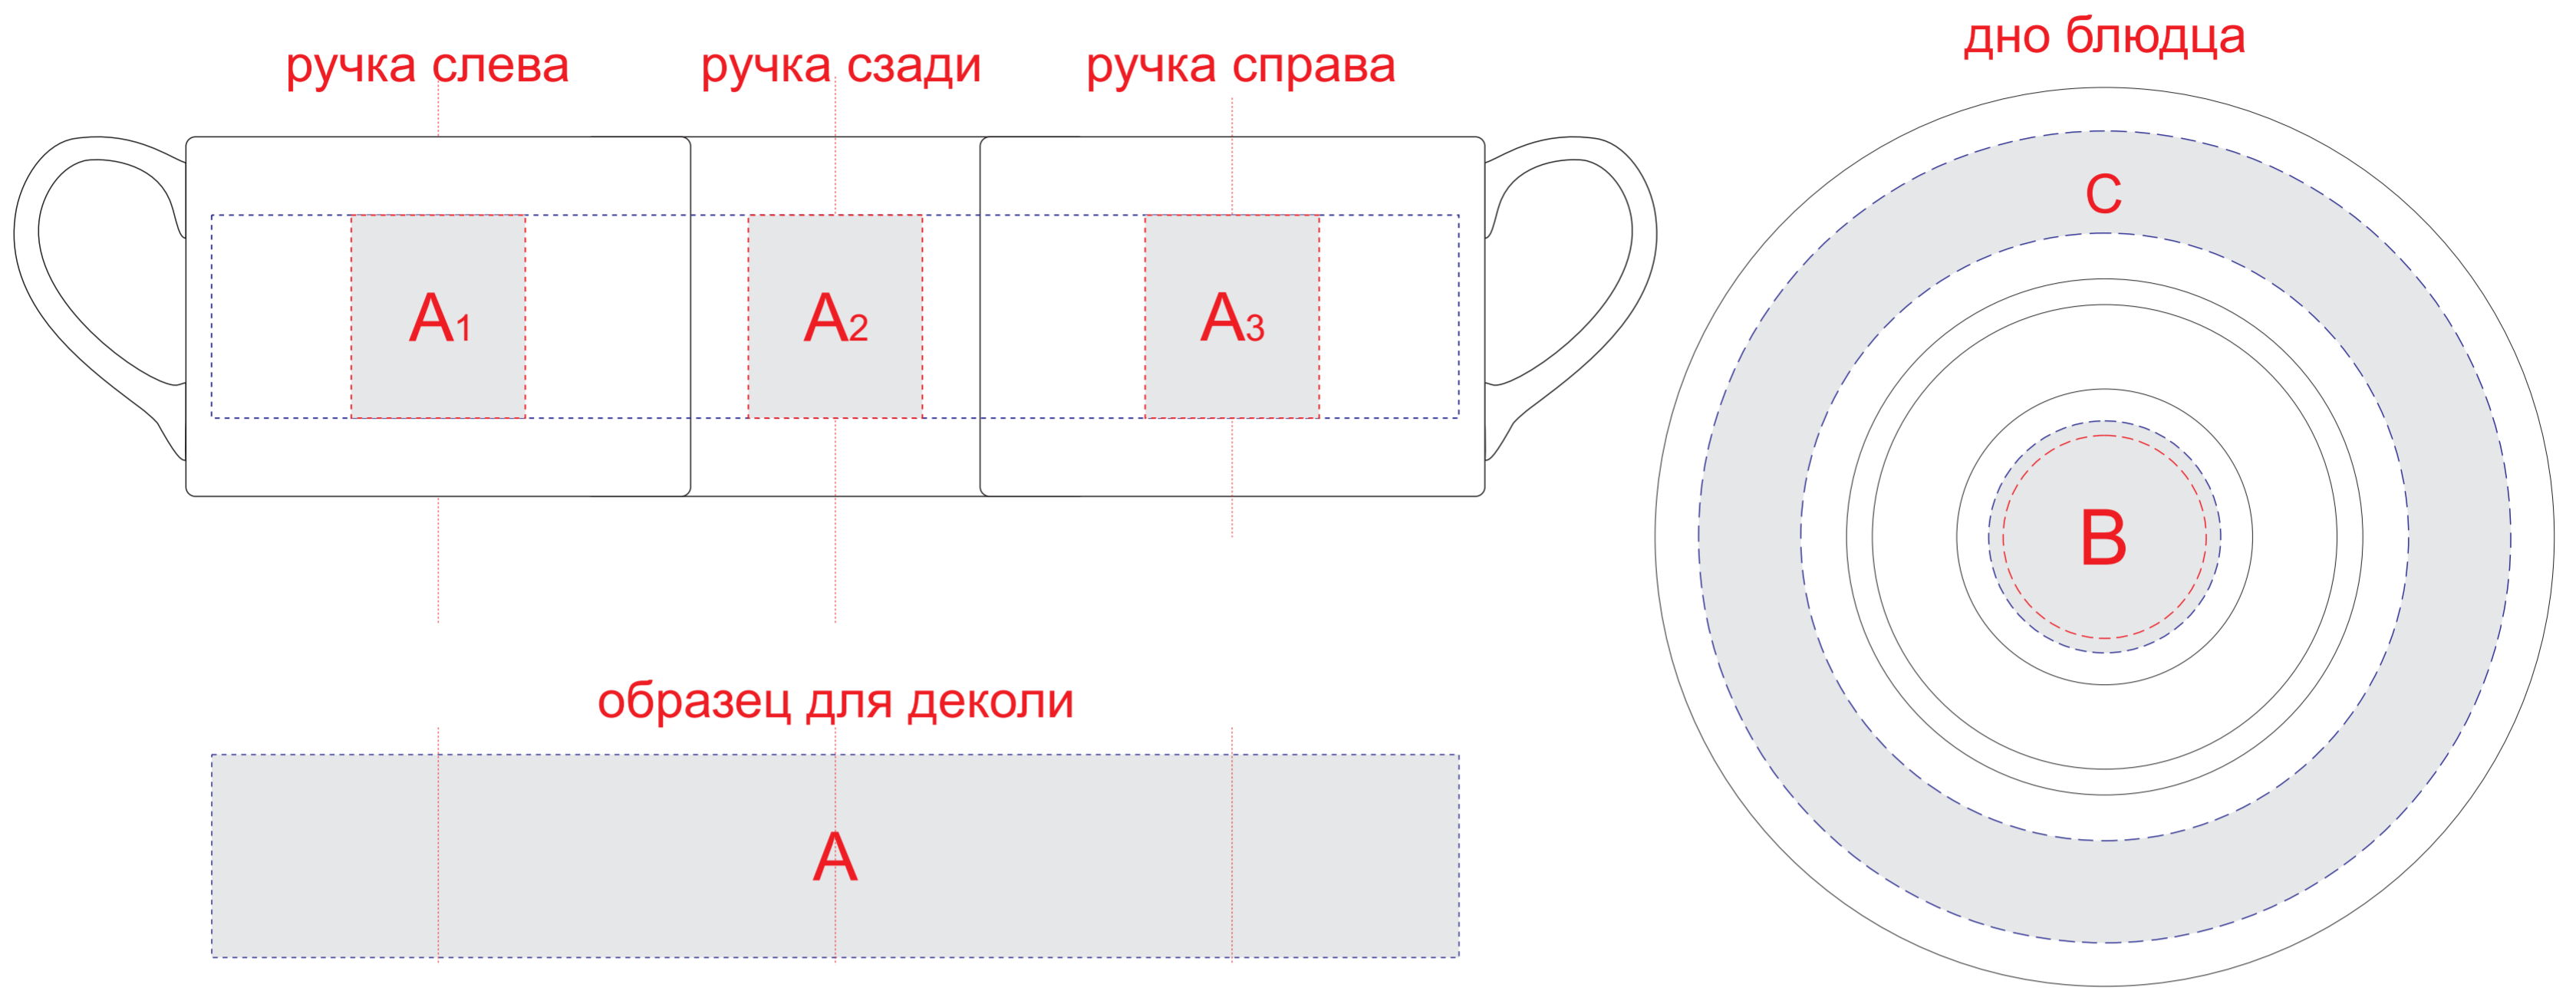 ручка слева
ручка сзади
ручка справа
дно блюдца
A1
A2
A3
C
B
образец для деколи
A